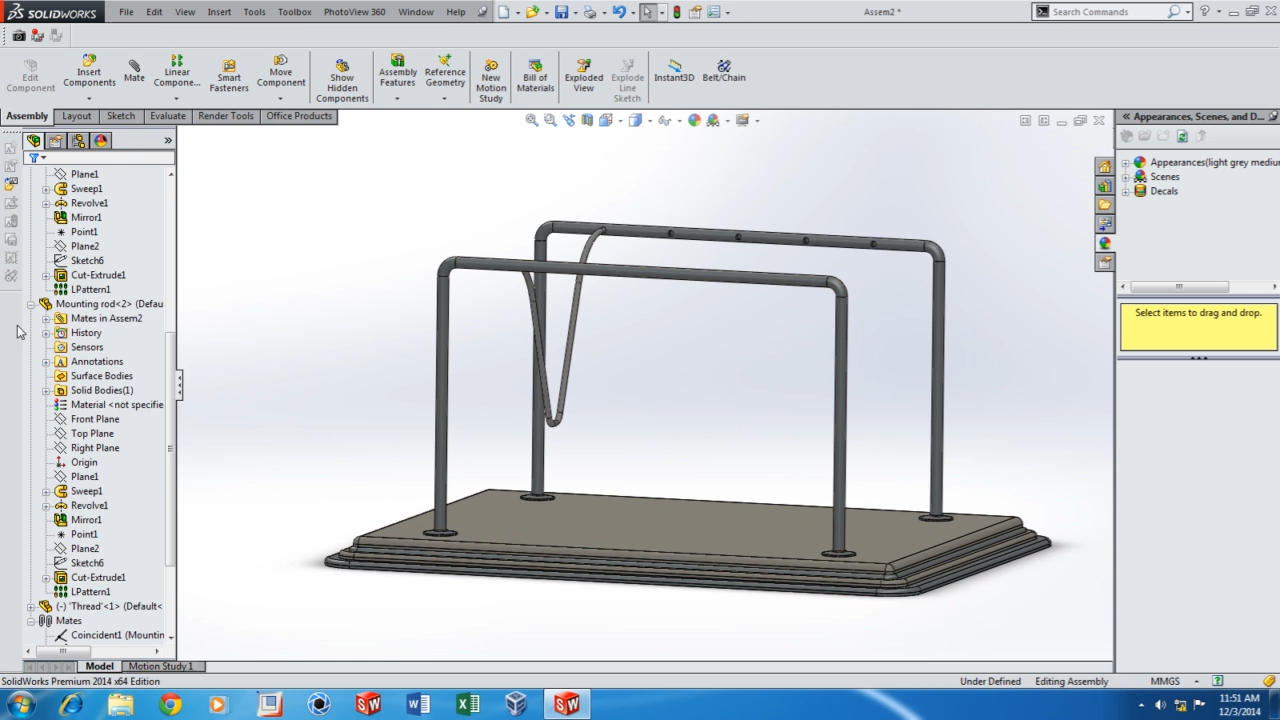 SOLIDWORKS File Edit View Insert Tools Toolbox PhotoView 360 Window Help Assem2 * Search Commands
Edit Component
Insert Components
Mate
Linear Compone...
Smart Fasteners
Move Component
Show Hidden Components
Assembly Features
Reference Geometry
New Motion Study
Bill of Materials
Exploded View
Explode Line Sketch
Instant3D
Belt/Chain
Assembly Layout Sketch Evaluate Render Tools Office Products
Appearances, Scenes, and D...
Appearances(light grey medium
Scenes
Decals
Select items to drag and drop.
Plane1
Sweep1
Revolve1
Mirror1
Point1
Plane2
Sketch6
Cut-Extrude1
LPattern1
Mounting rod<2> (Defau
Mates in Assem2
History
Sensors
Annotations
Surface Bodies
Solid Bodies(1)
Material <not specifie
Front Plane
Top Plane
Right Plane
Origin
Plane1
Sweep1
Revolve1
Mirror1
Point1
Plane2
Sketch6
Cut-Extrude1
LPattern1
(-) 'Thread'<1> (Default<
Mates
Coincident1 (Mountin
Model Motion Study 1
SolidWorks Premium 2014 x64 Edition Under Defined Editing Assembly MMGS
11:51 AM
12/3/2014